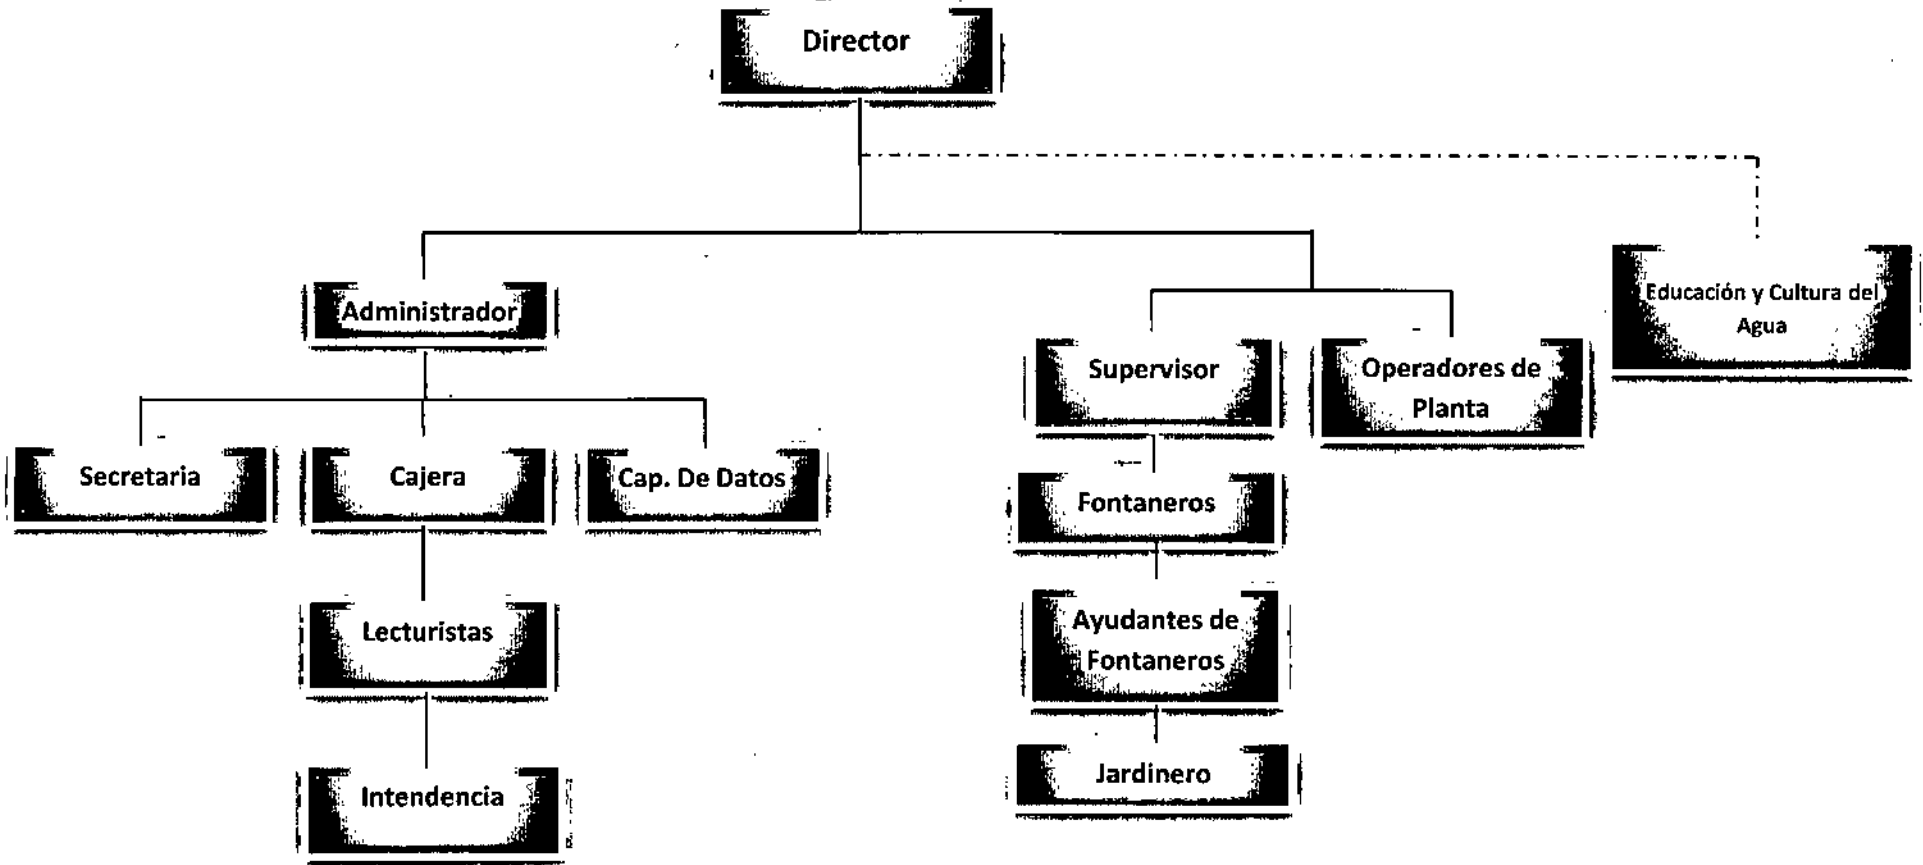 Director
Administrador
Educación y Cultura del
Agua
Supervisor
Operadores de
Planta
Secretaria
Cajera
Cap. De Datos
Fontaneros
Lecturistas
Ayudantes de
Fontaneros
Intendencia
Jardinero